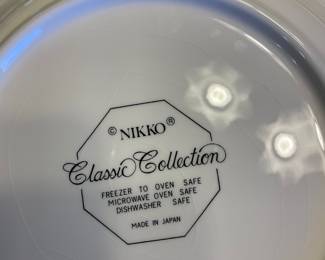 © NIKKO ®
Classic Collection
FREEZER TO OVEN SAFE
MICROWAVE OVEN SAFE
DISHWASHER SAFE
MADE IN JAPAN